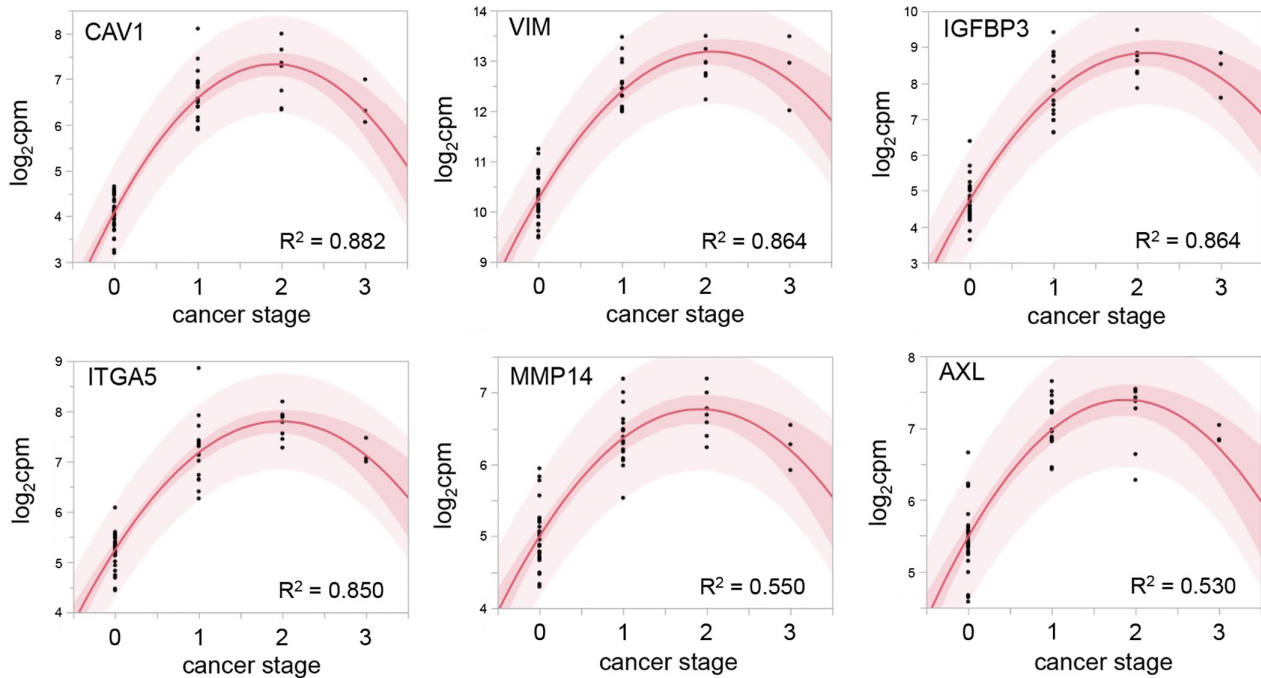 CAV1
log₂cpm
8
7
6
5
4
3
R² = 0.882
0 1 2 3
cancer stage
VIM
log₂cpm
14
13
12
11
10
9
R² = 0.864
0 1 2 3
cancer stage
IGFBP3
log₂cpm
10
9
8
7
6
5
4
3
R² = 0.864
0 1 2 3
cancer stage
ITGA5
log₂cpm
9
8
7
6
5
4
R² = 0.850
0 1 2 3
cancer stage
MMP14
log₂cpm
7
6
5
4
R² = 0.550
0 1 2 3
cancer stage
AXL
log₂cpm
8
7
6
5
R² = 0.530
0 1 2 3
cancer stage